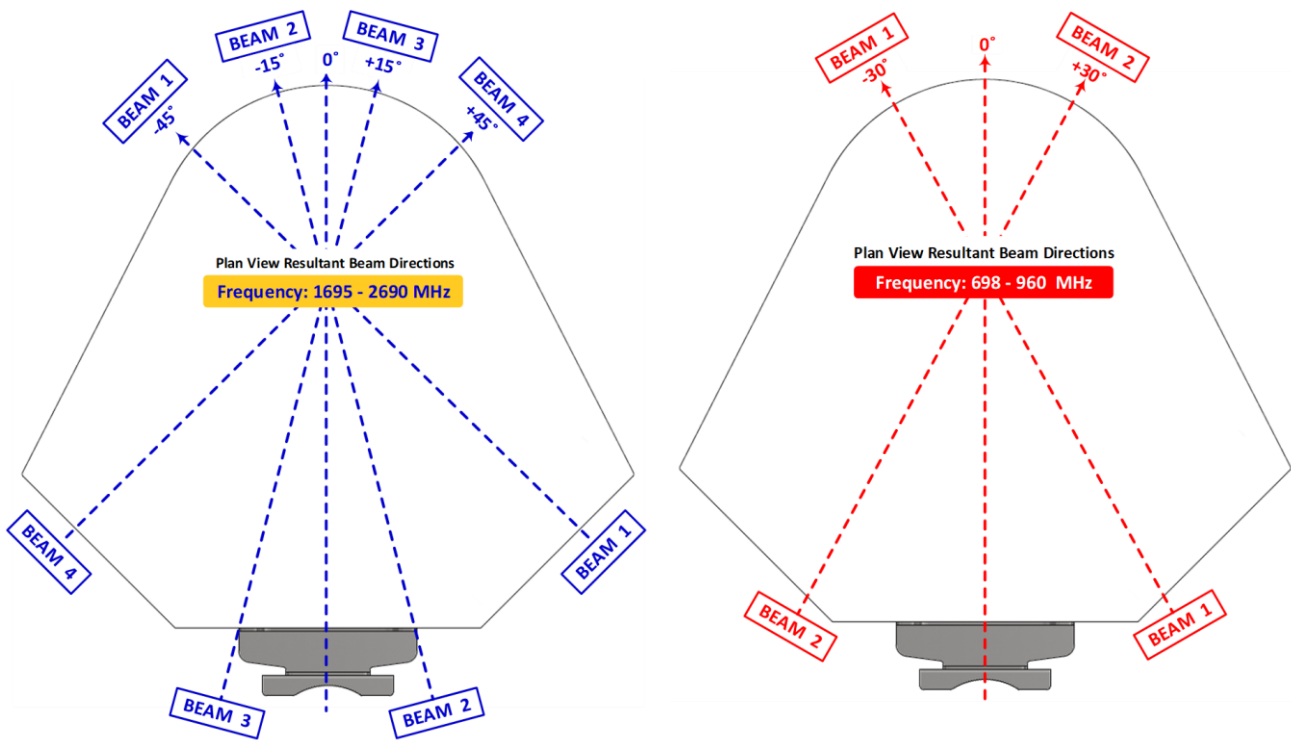 BEAM 1
-45°
BEAM 2
-15°
0°
BEAM 3
+15°
BEAM 4
+45°
Plan View Resultant Beam Directions
Frequency: 1695 - 2690 MHz
BEAM 4
BEAM 1
BEAM 3
BEAM 2
BEAM 1
-30°
0°
BEAM 2
+30°
Plan View Resultant Beam Directions
Frequency: 698 - 960 MHz
BEAM 2
BEAM 1